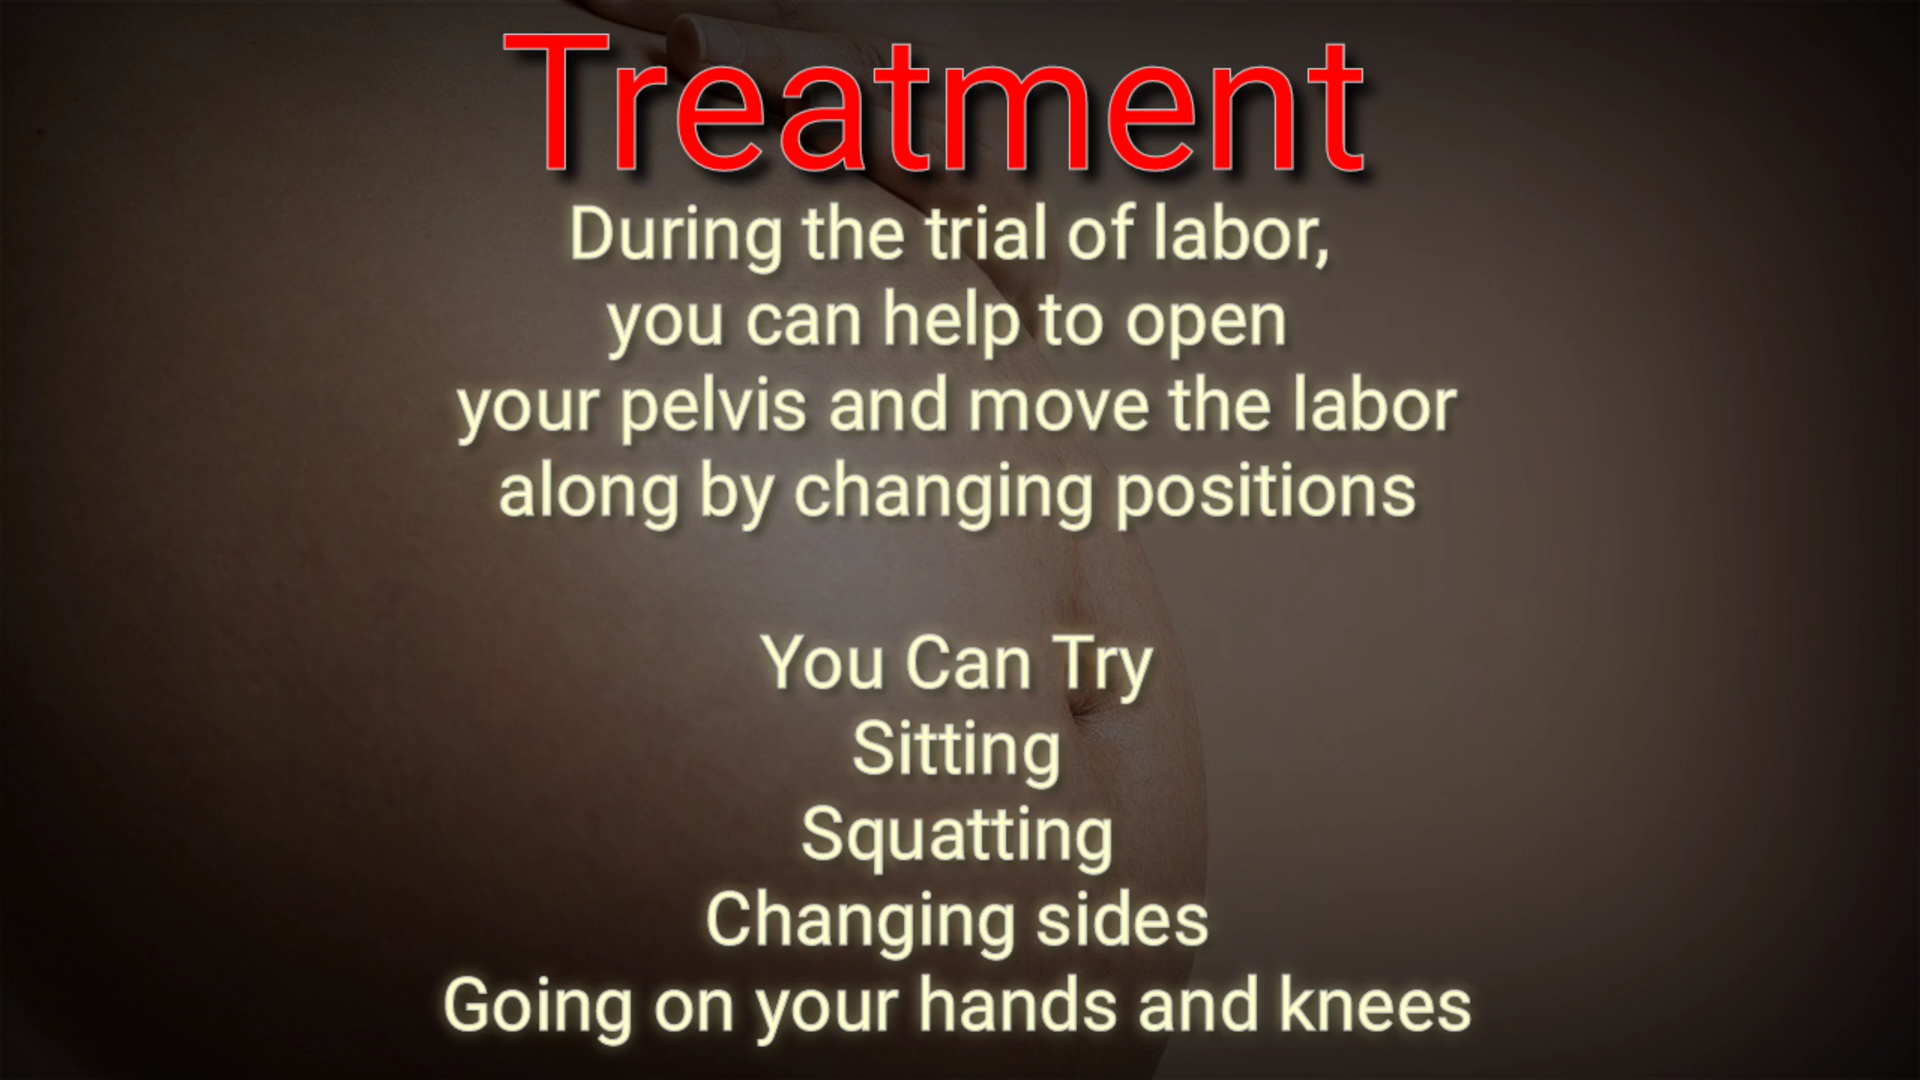 Treatment
During the trial of labor,
you can help to open
your pelvis and move the labor
along by changing positions
You Can Try
Sitting
Squatting
Changing sides
Going on your hands and knees